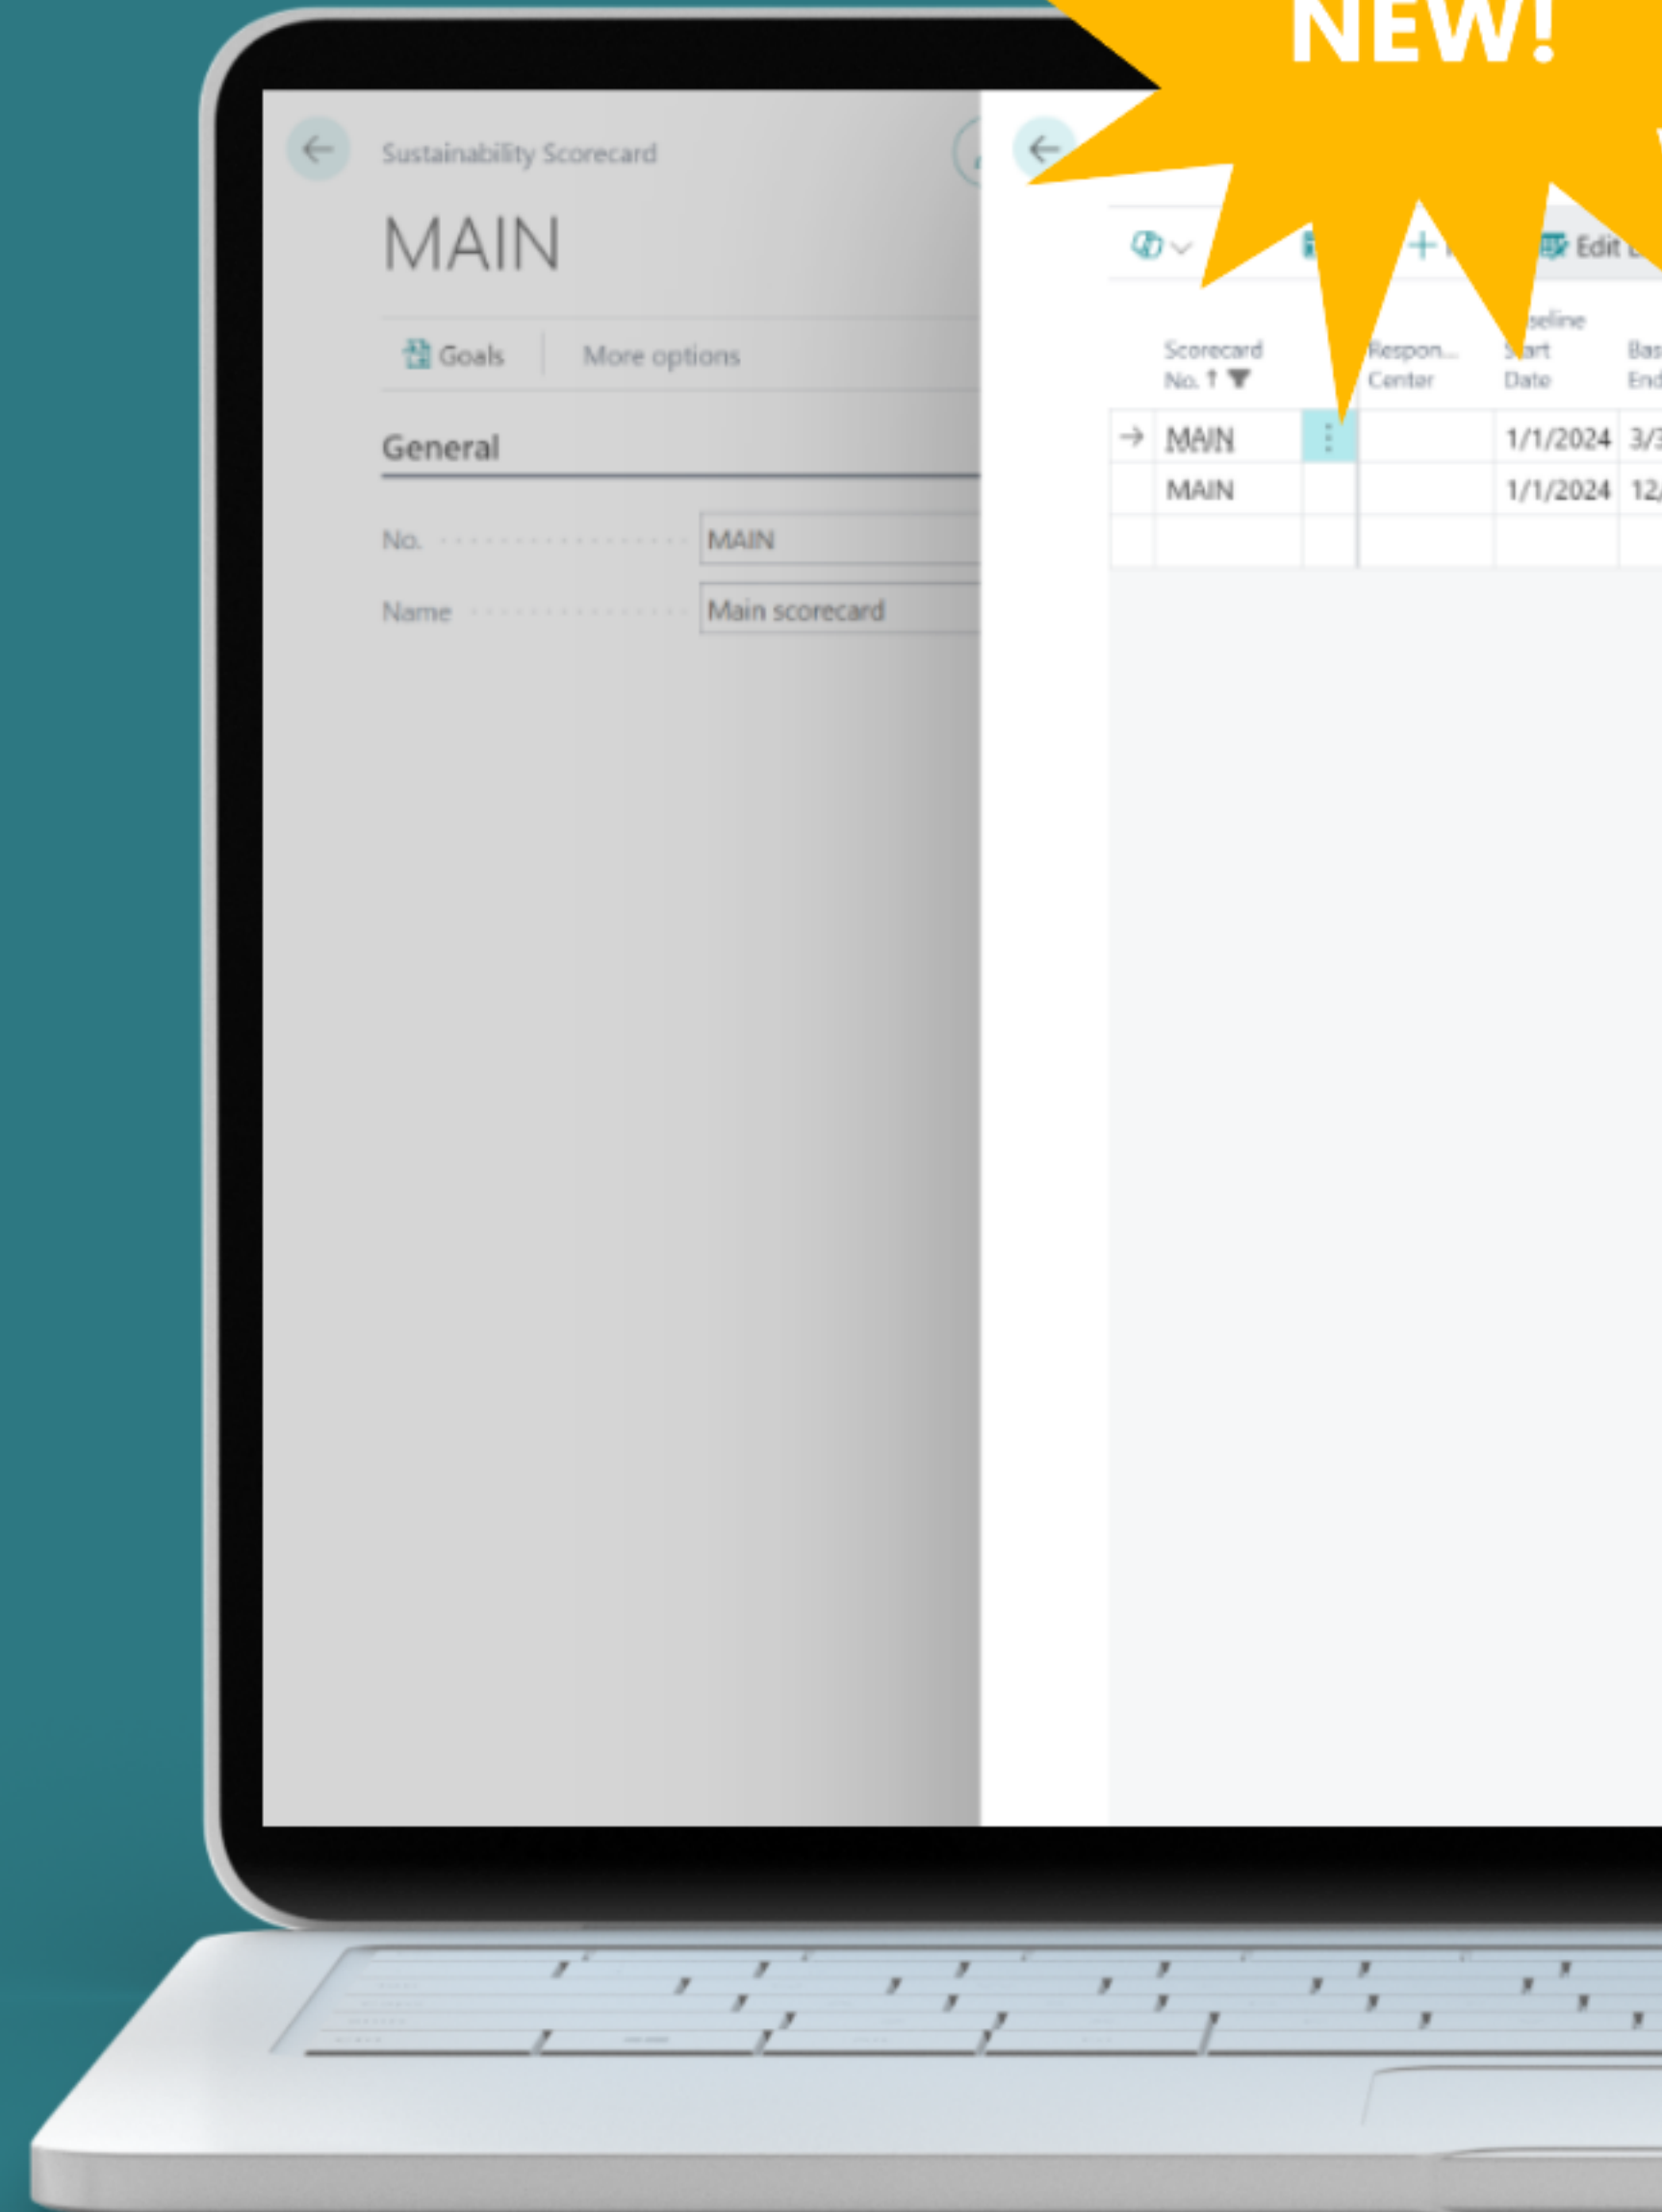 NEW!
Sustainability Scorecard
MAIN
Goals
More options
General
No.
MAIN
Name
Main scorecard
Edit
Scorecard
No.
Respon...
Center
Date
MAIN
1/1/2024
MAIN
1/1/2024